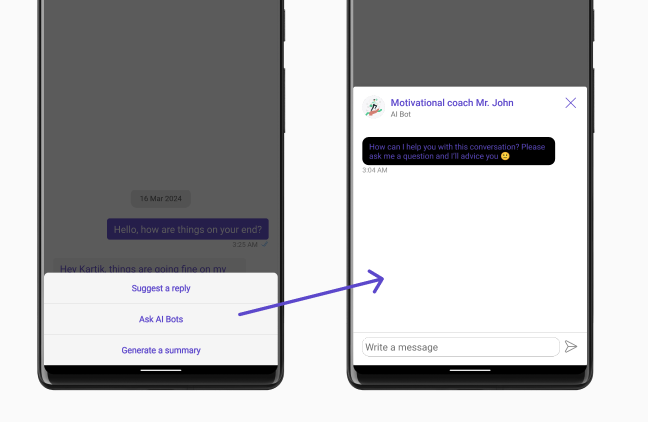 16 Mar 2024
Hello, how are things on your end?
3:25 AM
Hey Kartik, things are going fine on my
Suggest a reply
Ask AI Bots
Generate a summary
Motivational coach Mr. John
AI Bot
How can I help you with this conversation? Please
ask me a question and I'll advice you 🙂
3:04 AM
Write a message